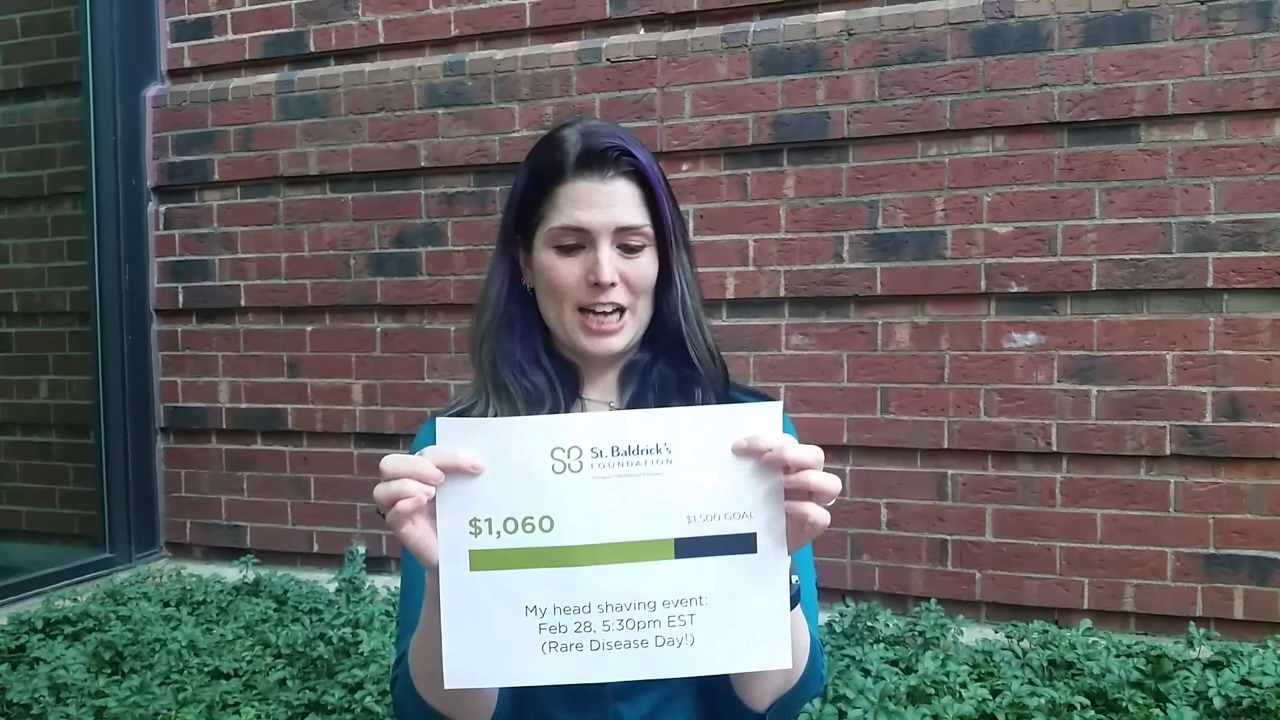 SB St. Baldrick's
FOUNDATION
$1,060
$1,500 GOAL
My head shaving event:
Feb 28, 5:30pm EST
(Rare Disease Day!)